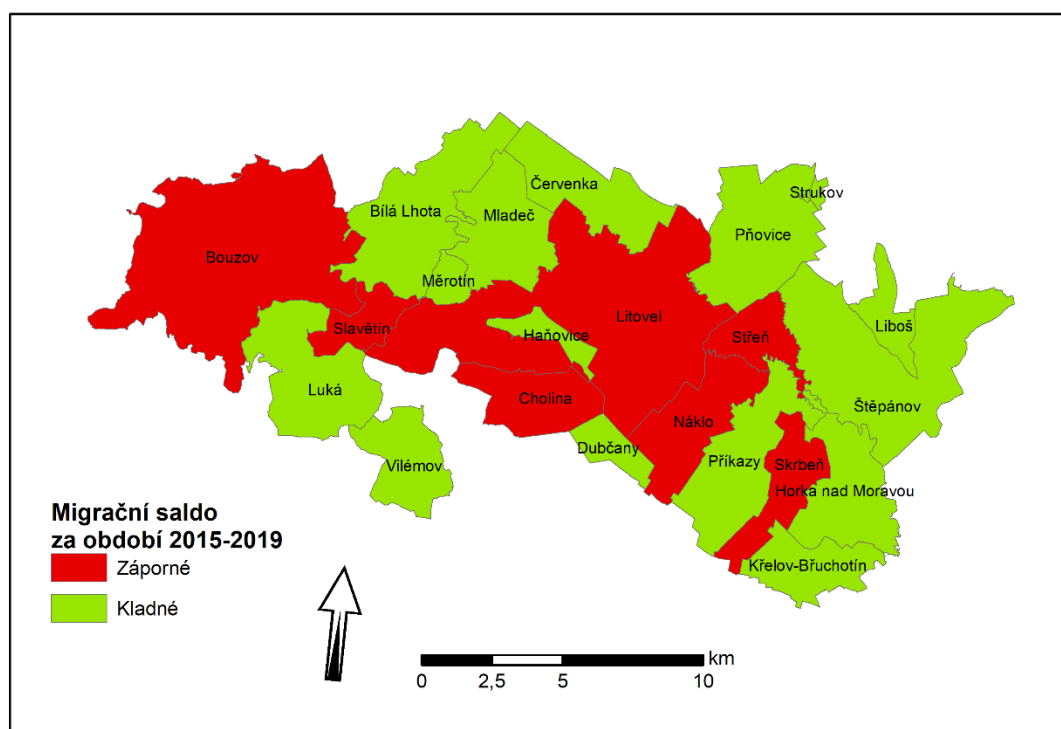 Červenka
Strukov
Bílá Lhota
Mladeč
Pňovice
Bouzov
Měrotín
Litovel
Liboš
Slavětín
Haňovice
Střeň
Luká
Cholina
Štěpánov
Náklo
Dubčany
Příkazy
Skrbeň
Vilémov
Horka nad Moravou
Křelov-Břuchotín
Migrační saldo
za období 2015-2019
Záporné
Kladné
km
0 2,5 5 10